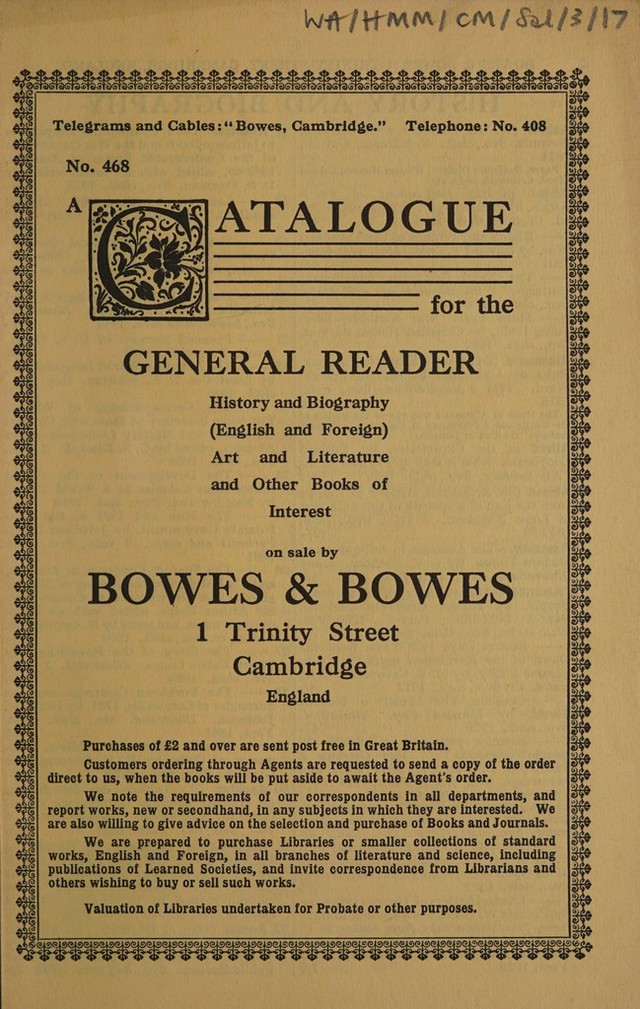 WA/HMM/CM/Sal/3/17
Telegrams and Cables: "Bowes, Cambridge." Telephone: No. 408
No. 468
A CATALOGUE
for the
GENERAL READER
History and Biography
(English and Foreign)
Art and Literature
and Other Books of
Interest
on sale by
BOWES & BOWES
1 Trinity Street
Cambridge
England
Purchases of £2 and over are sent post free in Great Britain.
Customers ordering through Agents are requested to send a copy of the order
direct to us, when the books will be put aside to await the Agent's order.
We note the requirements of our correspondents in all departments, and
report works, new or secondhand, in any subjects in which they are interested. We
are also willing to give advice on the selection and purchase of Books and Journals.
We are prepared to purchase Libraries or smaller collections of standard
works, English and Foreign, in all branches of literature and science, including
publications of Learned Societies, and invite correspondence from Librarians and
others wishing to buy or sell such works.
Valuation of Libraries undertaken for Probate or other purposes.